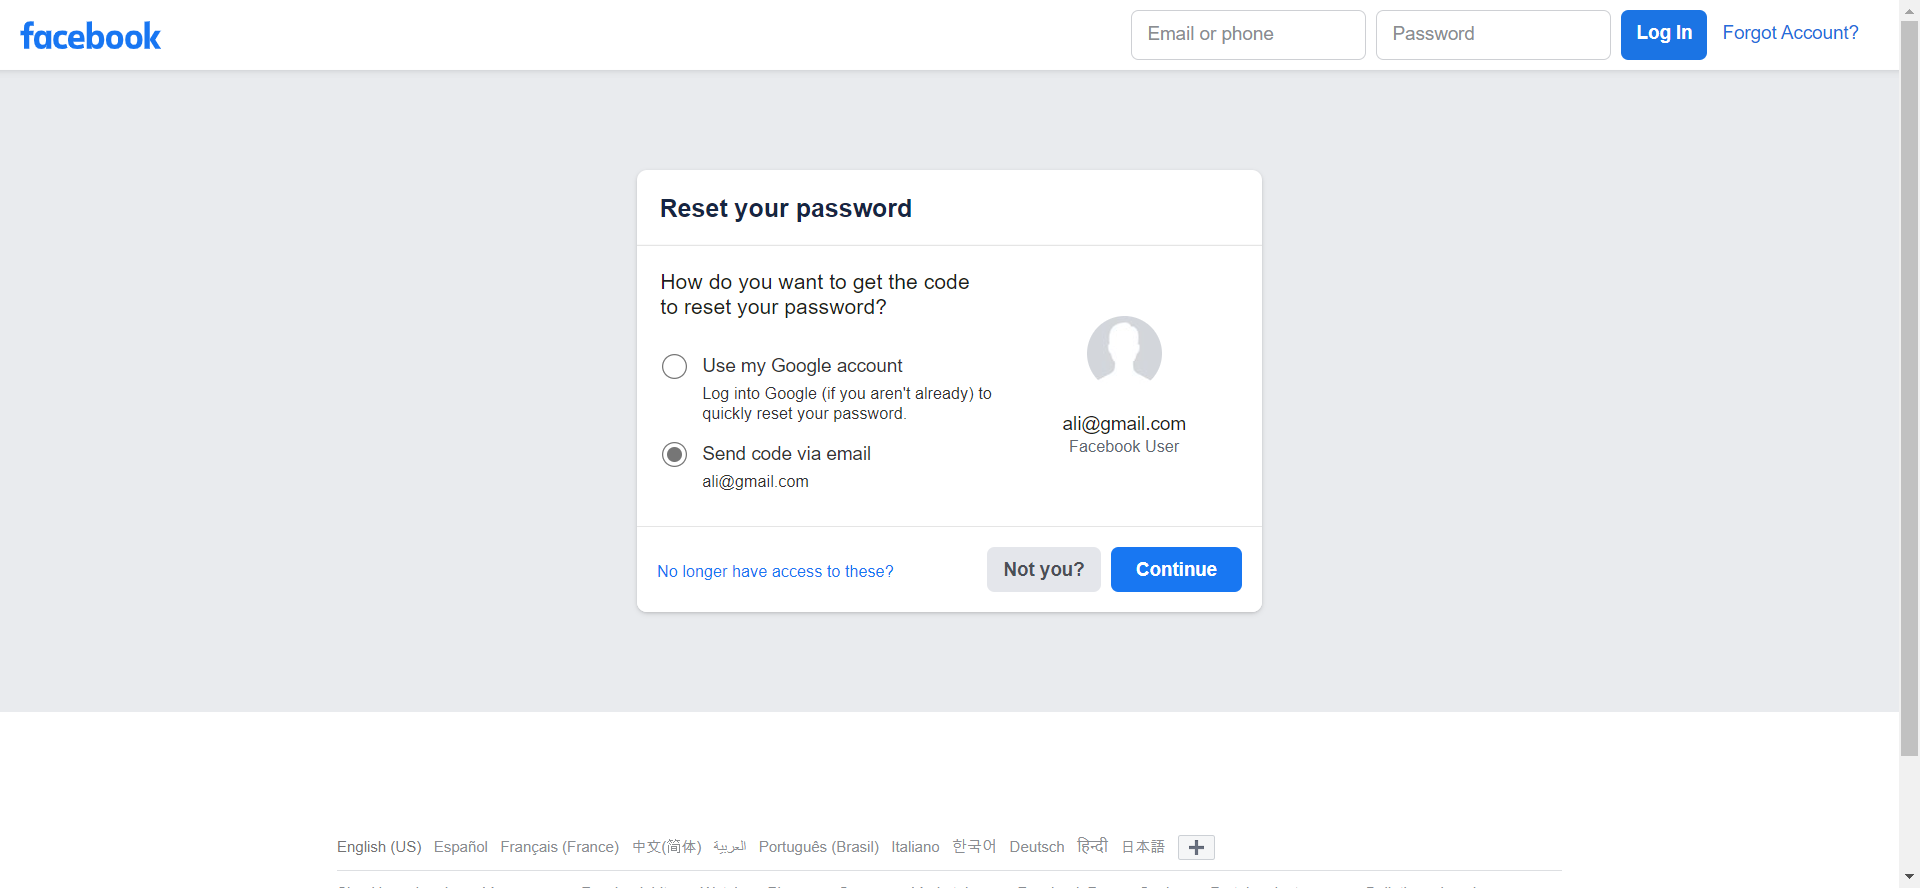 facebook
Email or phone
Password
Log In
Forgot Account?
Reset your password
How do you want to get the code
to reset your password?
Use my Google account
Log into Google (if you aren't already) to
quickly reset your password.
Send code via email
ali@gmail.com
ali@gmail.com
Facebook User
No longer have access to these?
Not you?
Continue
English (US) Español Français (France) 中文(简体) العربية Português (Brasil) Italiano 한국어 Deutsch हिन्दी 日本語